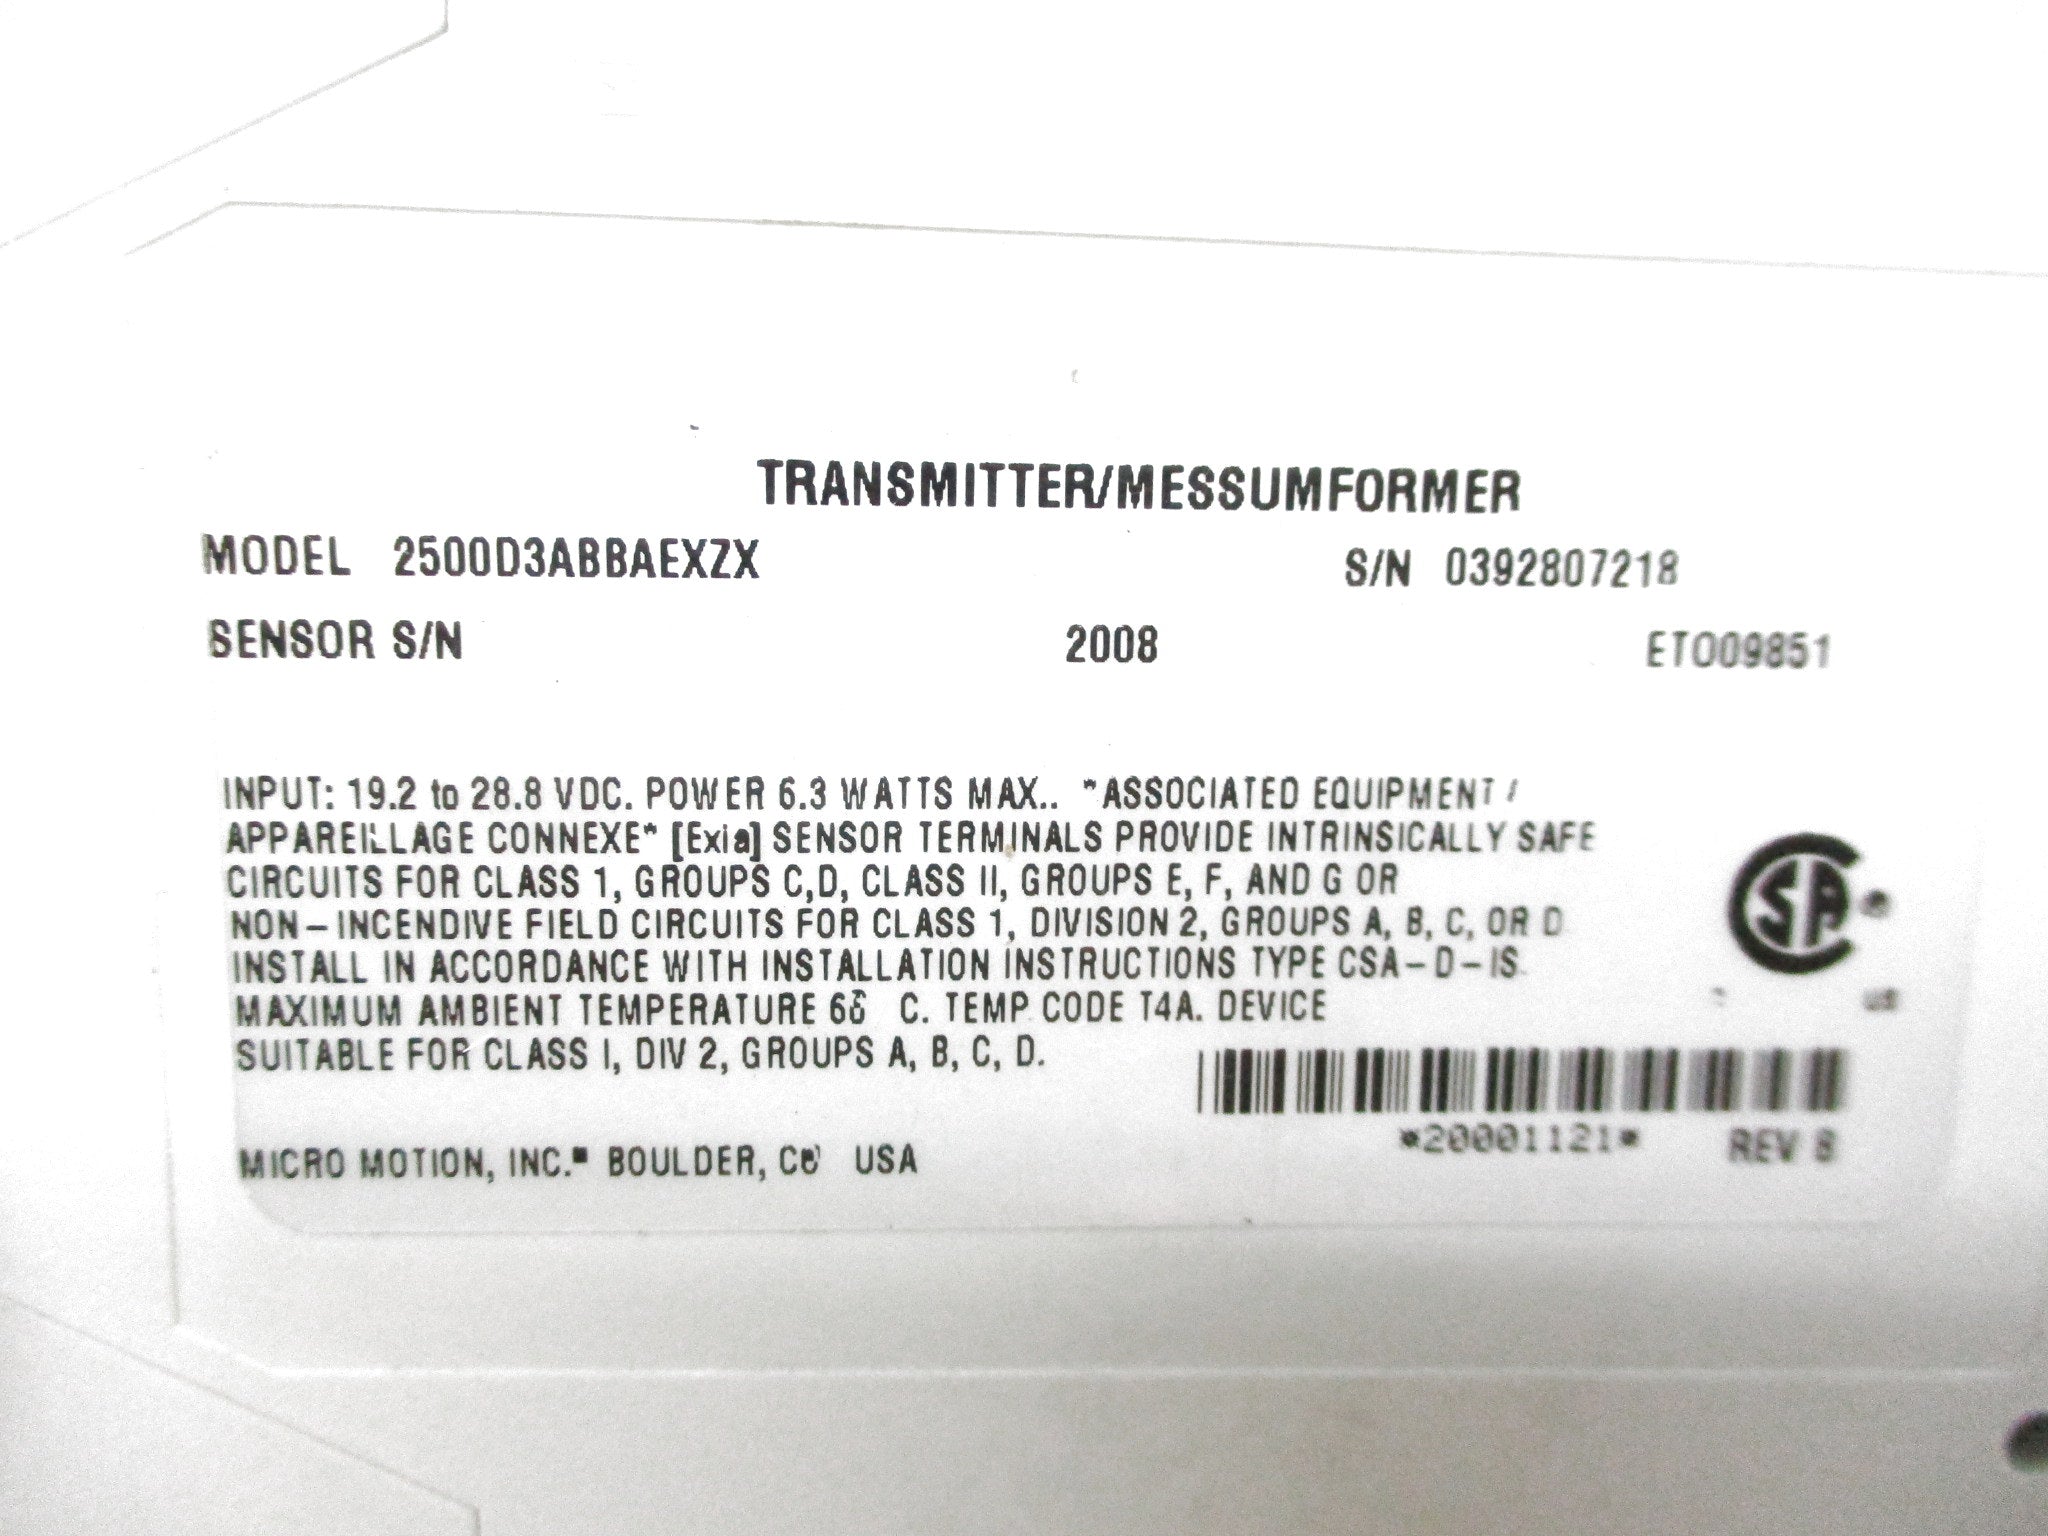 TRANSMITTER/MESSUMFORMER
MODEL 2500D3ABBAEXZX S/N 0392807218
SENSOR S/N 2008 ETO09851
INPUT: 19.2 to 28.8 VDC. POWER 6.3 WATTS MAX.. "ASSOCIATED EQUIPMENT /
APPAREILLAGE CONNEXE" [Exia] SENSOR TERMINALS PROVIDE INTRINSICALLY SAFE
CIRCUITS FOR CLASS 1, GROUPS C,D, CLASS II, GROUPS E, F, AND G OR
NON-INCENDIVE FIELD CIRCUITS FOR CLASS 1, DIVISION 2, GROUPS A, B, C, OR D
INSTALL IN ACCORDANCE WITH INSTALLATION INSTRUCTIONS TYPE CSA-D-IS
MAXIMUM AMBIENT TEMPERATURE C. TEMP CODE T4A. DEVICE
SUITABLE FOR CLASS I, DIV 2, GROUPS A, B, C, D.
MICRO MOTION, INC. BOULDER, USA
CSA ®
US
*20001121* REV B